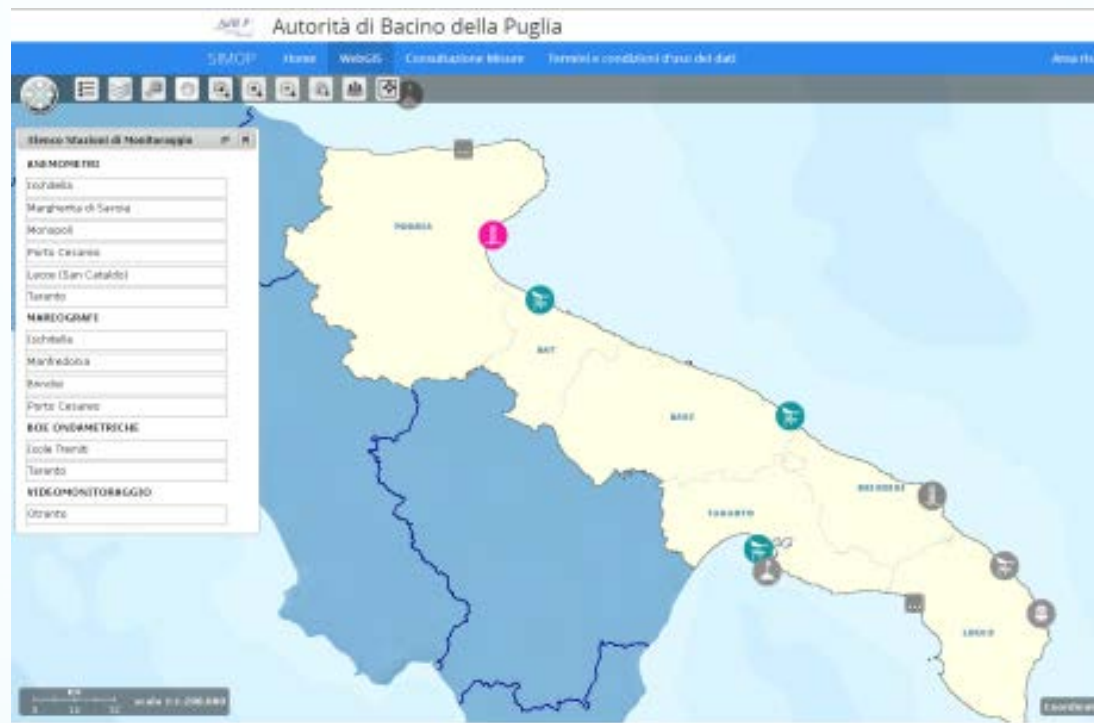 Autorità di Bacino della Puglia
SIMOP Home WebGIS Consultazione Misure Termini e condizioni d'uso dei dati
Elenco Stazioni di Monitoraggio
ANEMOMETRI
Ischitella
Margherita di Savoia
Monopoli
Porto Cesareo
Lecce (San Cataldo)
Taranto
MAREOGRAFI
Ischitella
Manfredonia
Brindisi
Porto Cesareo
BOE ONDAMETRICHE
Isole Tremiti
Taranto
VIDEOMONITORAGGIO
Otranto
FOGGIA
BAT
BARI
BRINDISI
TARANTO
LECCE
Km
scala